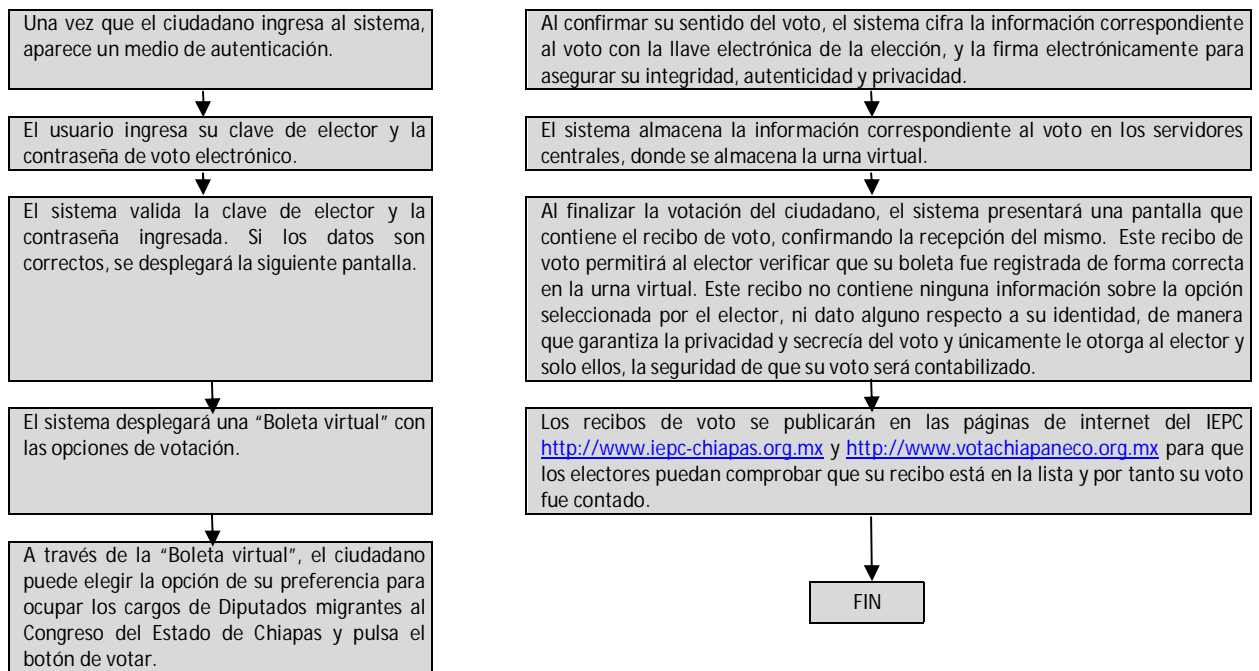 Una vez que el ciudadano ingresa al sistema,
aparece un medio de autenticación.
El usuario ingresa su clave de elector y la
contraseña de voto electrónico.
El sistema valida la clave de elector y la
contraseña ingresada. Si los datos son
correctos, se desplegará la siguiente pantalla.
El sistema desplegará una “Boleta virtual” con
las opciones de votación.
A través de la “Boleta virtual”, el ciudadano
puede elegir la opción de su preferencia para
ocupar los cargos de Diputados migrantes al
Congreso del Estado de Chiapas y pulsa el
botón de votar.
Al confirmar su sentido del voto, el sistema cifra la información correspondiente
al voto con la llave electrónica de la elección, y la firma electrónicamente para
asegurar su integridad, autenticidad y privacidad.
El sistema almacena la información correspondiente al voto en los servidores
centrales, donde se almacena la urna virtual.
Al finalizar la votación del ciudadano, el sistema presentará una pantalla que
contiene el recibo de voto, confirmando la recepción del mismo. Este recibo de
voto permitirá al elector verificar que su boleta fue registrada de forma correcta
en la urna virtual. Este recibo no contiene ninguna información sobre la opción
seleccionada por el elector, ni dato alguno respecto a su identidad, de manera
que garantiza la privacidad y secrecía del voto y únicamente le otorga al elector y
solo ellos, la seguridad de que su voto será contabilizado.
Los recibos de voto se publicarán en las páginas de internet del IEPC
http://www.iepc-chiapas.org.mx y http://www.votachiapaneco.org.mx para que
los electores puedan comprobar que su recibo está en la lista y por tanto su voto
fue contado.
FIN